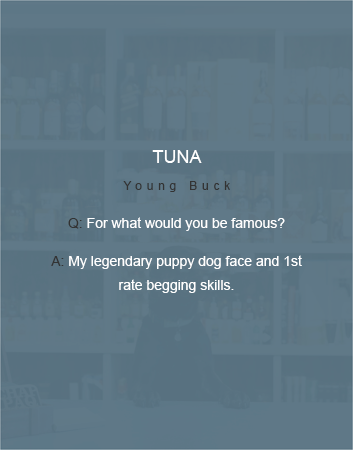 TUNA
Young Buck
Q: For what would you be famous?
A: My legendary puppy dog face and 1st
rate begging skills.